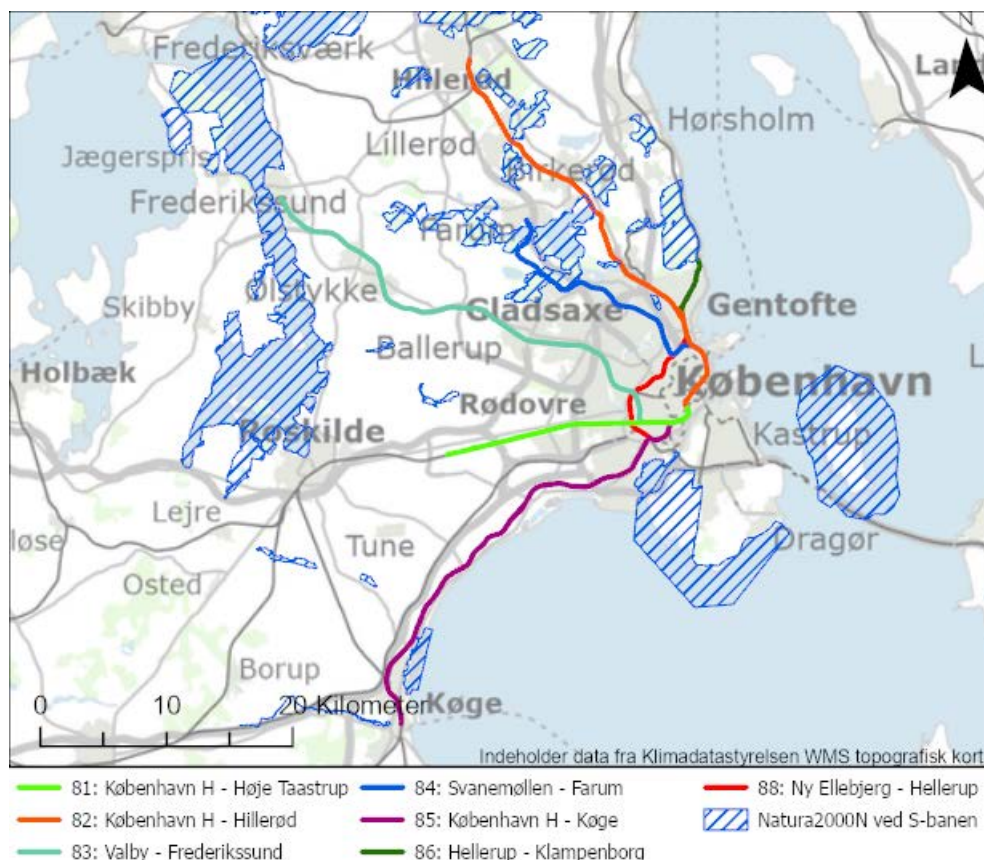 N
Frederiksværk
Hillerød
Land
Hørsholm
Lillerød
Jægerspris
Birkerød
Frederikssund
Farum
Ølstykke
Skibby
Gladsaxe
Gentofte
Ballerup
L
Holbæk
København
Rødovre
Roskilde
Kastrup
Lejre
løse
Tune
Dragør
Osted
Borup
0 10 20 Kilometer
Køge
Indeholder data fra Klimadatastyrelsen WMS topografisk kort
81: København H - Høje Taastrup 84: Svanemøllen - Farum 88: Ny Ellebjerg - Hellerup
82: København H - Hillerød 85: København H - Køge Natura2000N ved S-banen
83: Valby - Frederikssund 86: Hellerup - Klampenborg